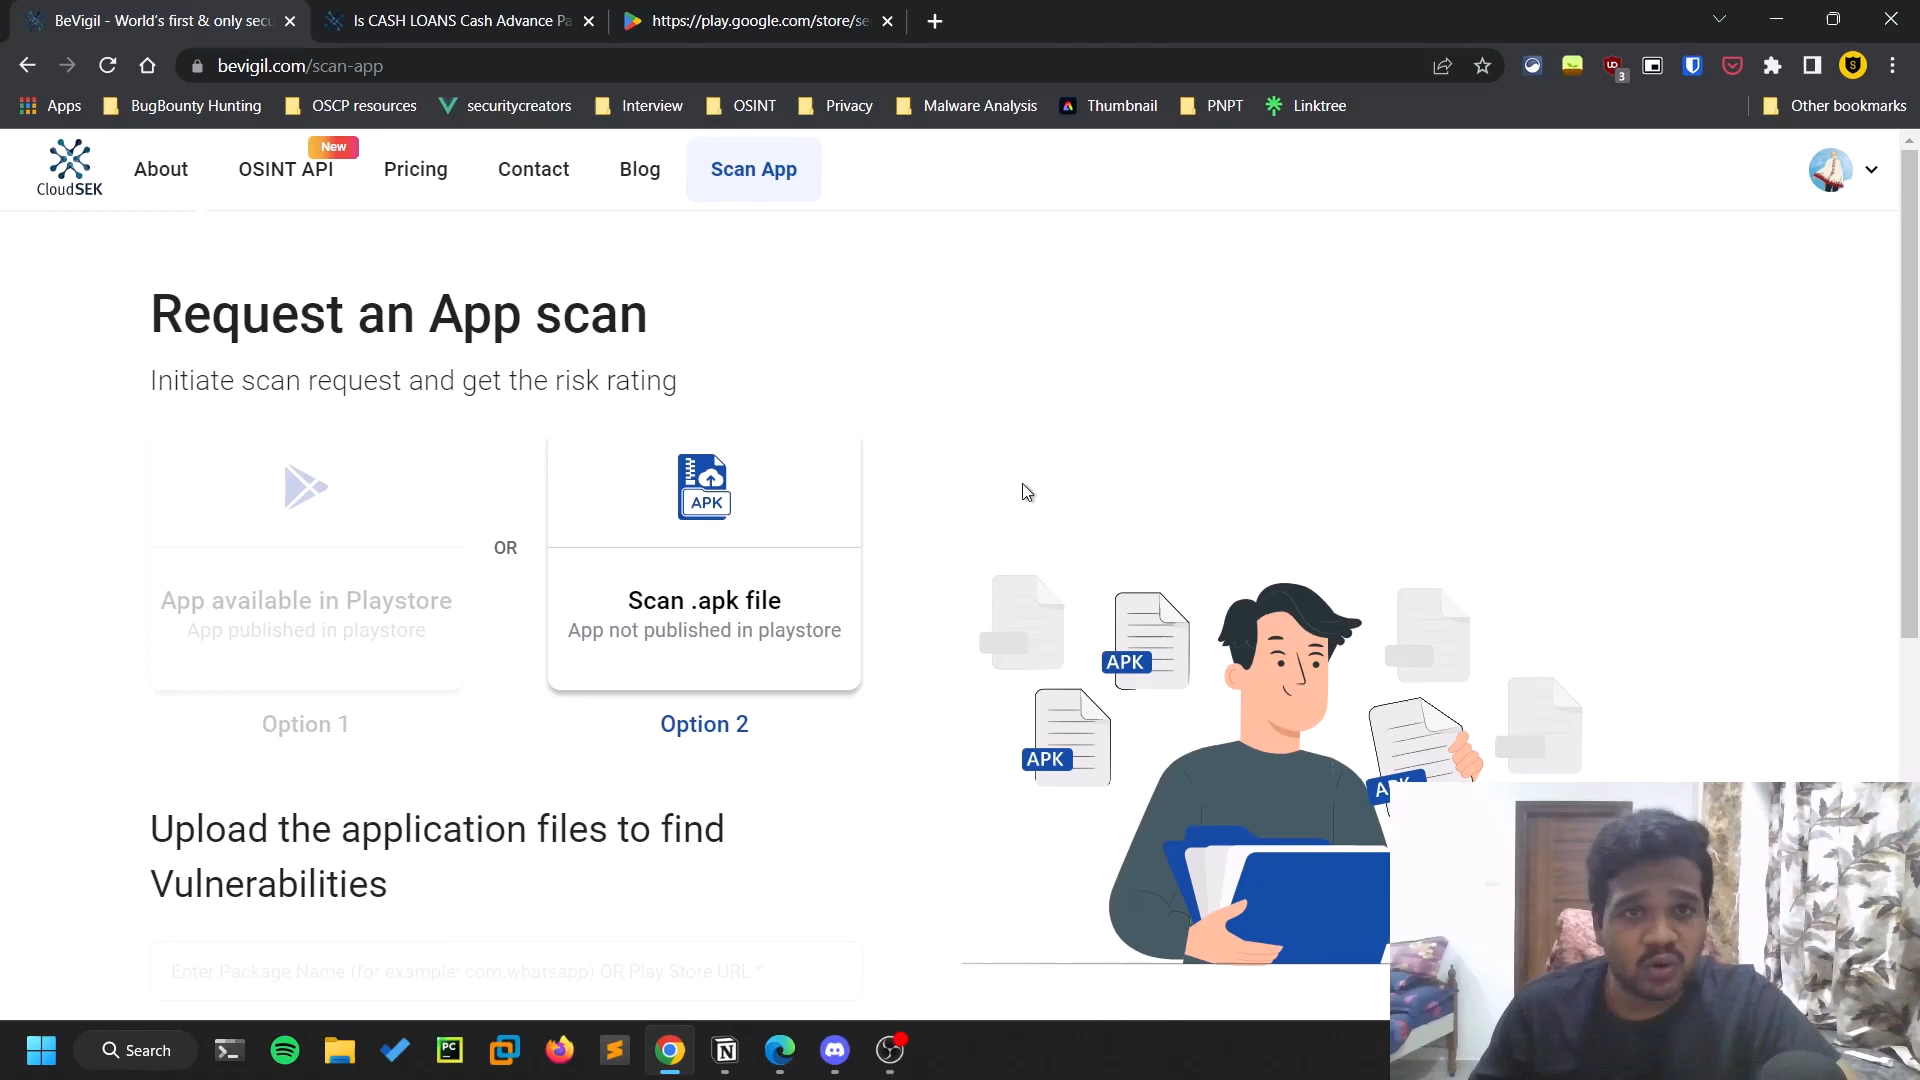 BeVigil - World's first & only secu
Is CASH LOANS Cash Advance Pa
https://play.google.com/store/se
bevigil.com/scan-app
3
S
Apps
BugBounty Hunting
OSCP resources
securitycreators
Interview
OSINT
Privacy
Malware Analysis
Thumbnail
PNPT
Linktree
Other bookmarks
CloudSEK
About
OSINT API
New
Pricing
Contact
Blog
Scan App
Request an App scan
Initiate scan request and get the risk rating
APK
App available in Playstore
App published in playstore
Option 1
OR
Scan .apk file
App not published in playstore
Option 2
APK
APK
Upload the application files to find
Vulnerabilities
Enter Package Name (for example: com.whatsapp) OR Play Store URL *
Search
PC